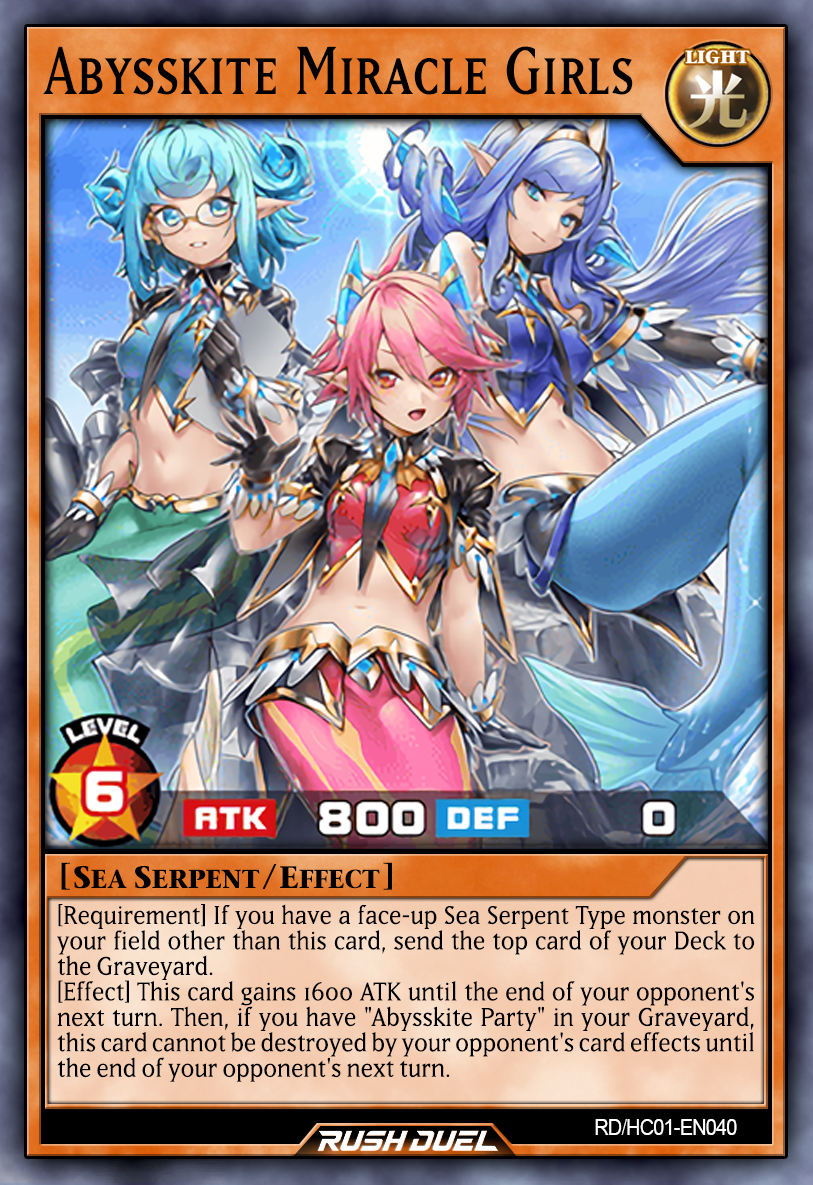 Abysskite Miracle Girls
LIGHT
光
LEVEL
6
ATK 800 DEF 0
[Sea Serpent/Effect]
[Requirement] If you have a face-up Sea Serpent Type monster on
your field other than this card, send the top card of your Deck to
the Graveyard.
[Effect] This card gains 1600 ATK until the end of your opponent's
next turn. Then, if you have "Abysskite Party" in your Graveyard,
this card cannot be destroyed by your opponent's card effects until
the end of your opponent's next turn.
RD/HC01-EN040
RUSH DUEL